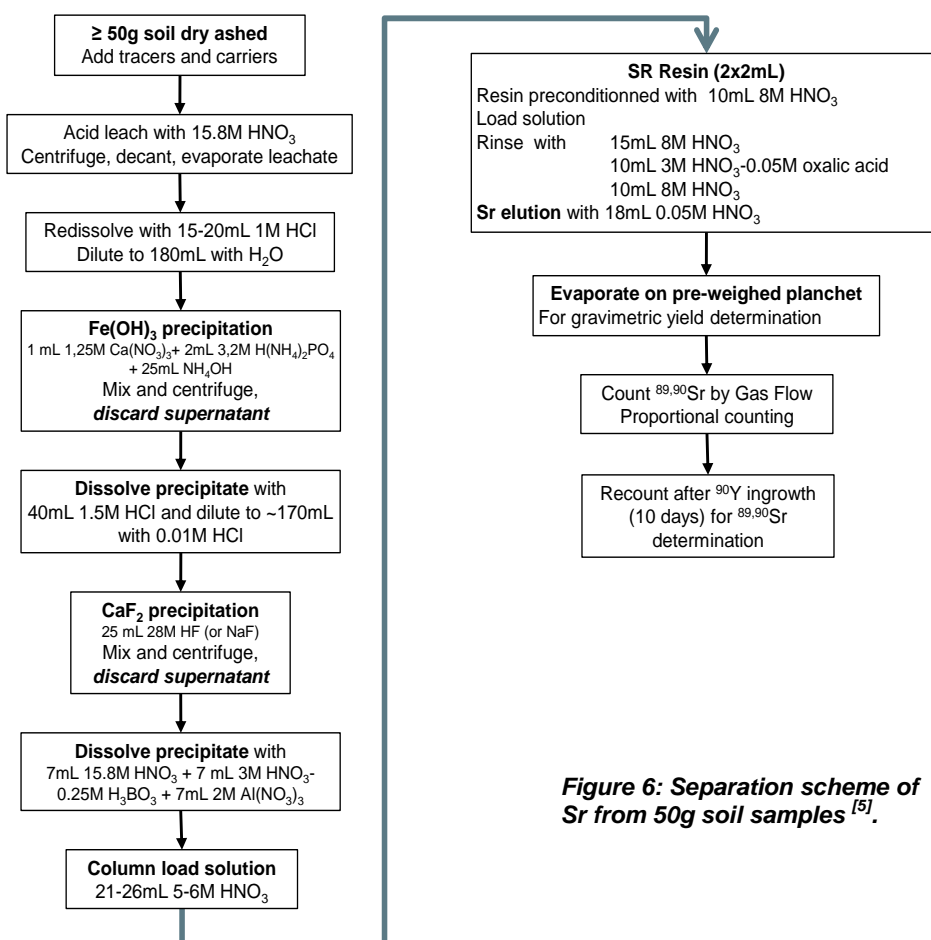 ≥ 50g soil dry ashed
Add tracers and carriers
Acid leach with 15.8M HNO₃
Centrifuge, decant, evaporate leachate
Redissolve with 15-20mL 1M HCl
Dilute to 180mL with H₂O
Fe(OH)₃ precipitation
1 mL 1,25M Ca(NO₃)₃+ 2mL 3,2M H(NH₄)₂PO₄
+ 25mL NH₄OH
Mix and centrifuge,
discard supernatant
Dissolve precipitate with
40mL 1.5M HCl and dilute to ~170mL
with 0.01M HCl
CaF₂ precipitation
25 mL 28M HF (or NaF)
Mix and centrifuge,
discard supernatant
Dissolve precipitate with
7mL 15.8M HNO₃ + 7 mL 3M HNO₃-
0.25M H₃BO₃ + 7mL 2M Al(NO₃)₃
Column load solution
21-26mL 5-6M HNO₃
SR Resin (2x2mL)
Resin preconditionned with 10mL 8M HNO₃
Load solution
Rinse with 15mL 8M HNO₃
10mL 3M HNO₃-0.05M oxalic acid
10mL 8M HNO₃
Sr elution with 18mL 0.05M HNO₃
Evaporate on pre-weighed planchet
For gravimetric yield determination
Count ⁸⁹,⁹⁰Sr by Gas Flow
Proportional counting
Recount after ⁹⁰Y ingrowth
(10 days) for ⁸⁹,⁹⁰Sr
determination
Figure 6: Separation scheme of
Sr from 50g soil samples [5].